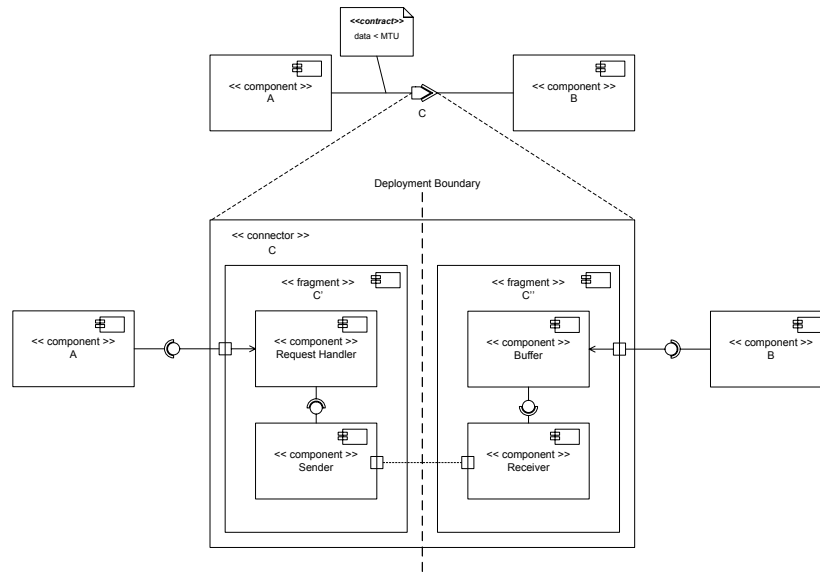 <<contract>>
data < MTU
<< component >>
A
<< component >>
B
C
Deployment Boundary
<< connector >>
C
<< fragment >>
C'
<< fragment >>
C''
<< component >>
A
<< component >>
Request Handler
<< component >>
Buffer
<< component >>
B
<< component >>
Sender
<< component >>
Receiver